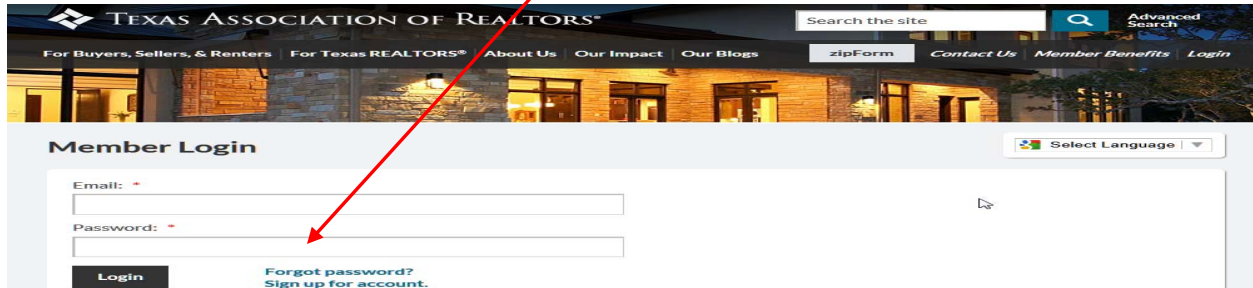 TEXAS ASSOCIATION OF REALTORS®
Search the site
Advanced Search
For Buyers, Sellers, & Renters | For Texas REALTORS® | About Us | Our Impact | Our Blogs
zipForm
Contact Us | Member Benefits | Login
Member Login
Select Language
Email: *
Password: *
Login
Forgot password?
Sign up for account.